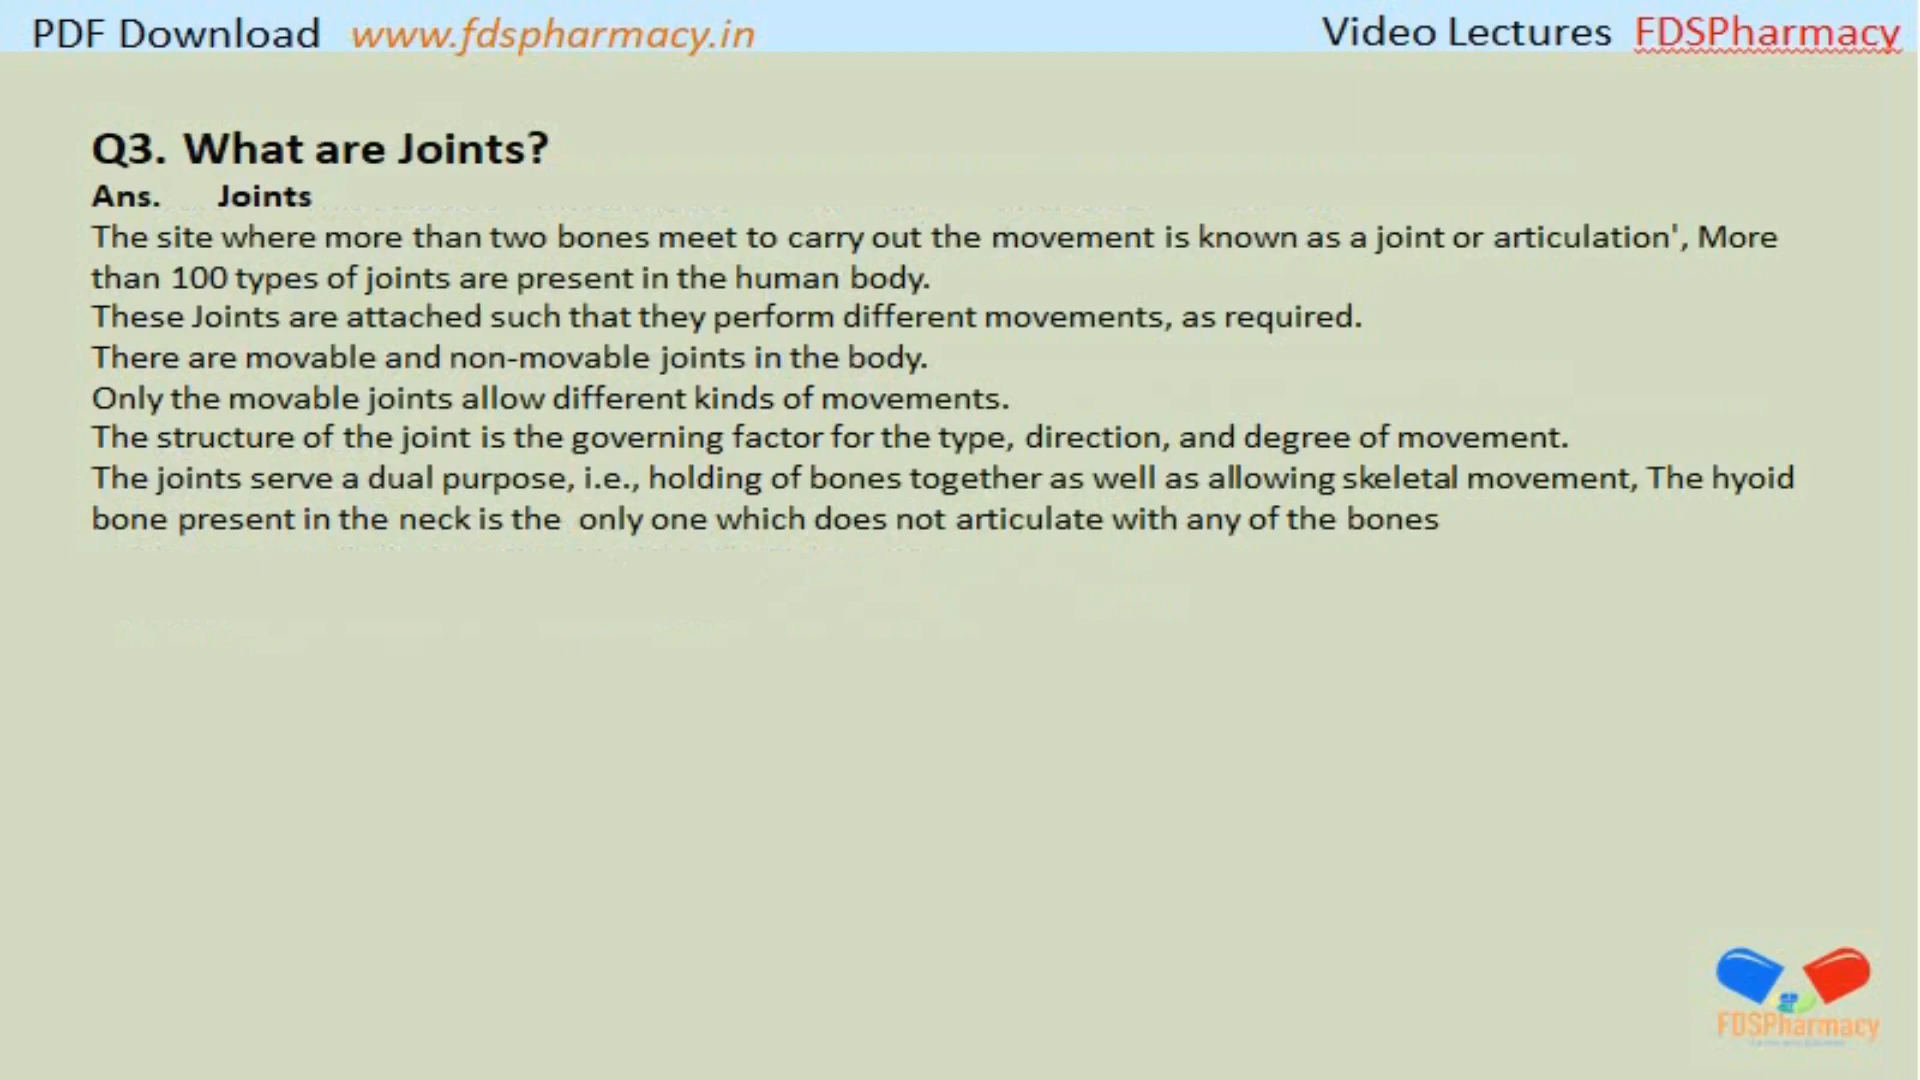 PDF Download www.fdspharmacy.in Video Lectures FDSPharmacy
Q3. What are Joints?
Ans. Joints
The site where more than two bones meet to carry out the movement is known as a joint or articulation', More
than 100 types of joints are present in the human body.
These Joints are attached such that they perform different movements, as required.
There are movable and non-movable joints in the body.
Only the movable joints allow different kinds of movements.
The structure of the joint is the governing factor for the type, direction, and degree of movement.
The joints serve a dual purpose, i.e., holding of bones together as well as allowing skeletal movement, The hyoid
bone present in the neck is the only one which does not articulate with any of the bones
FDSPharmacy